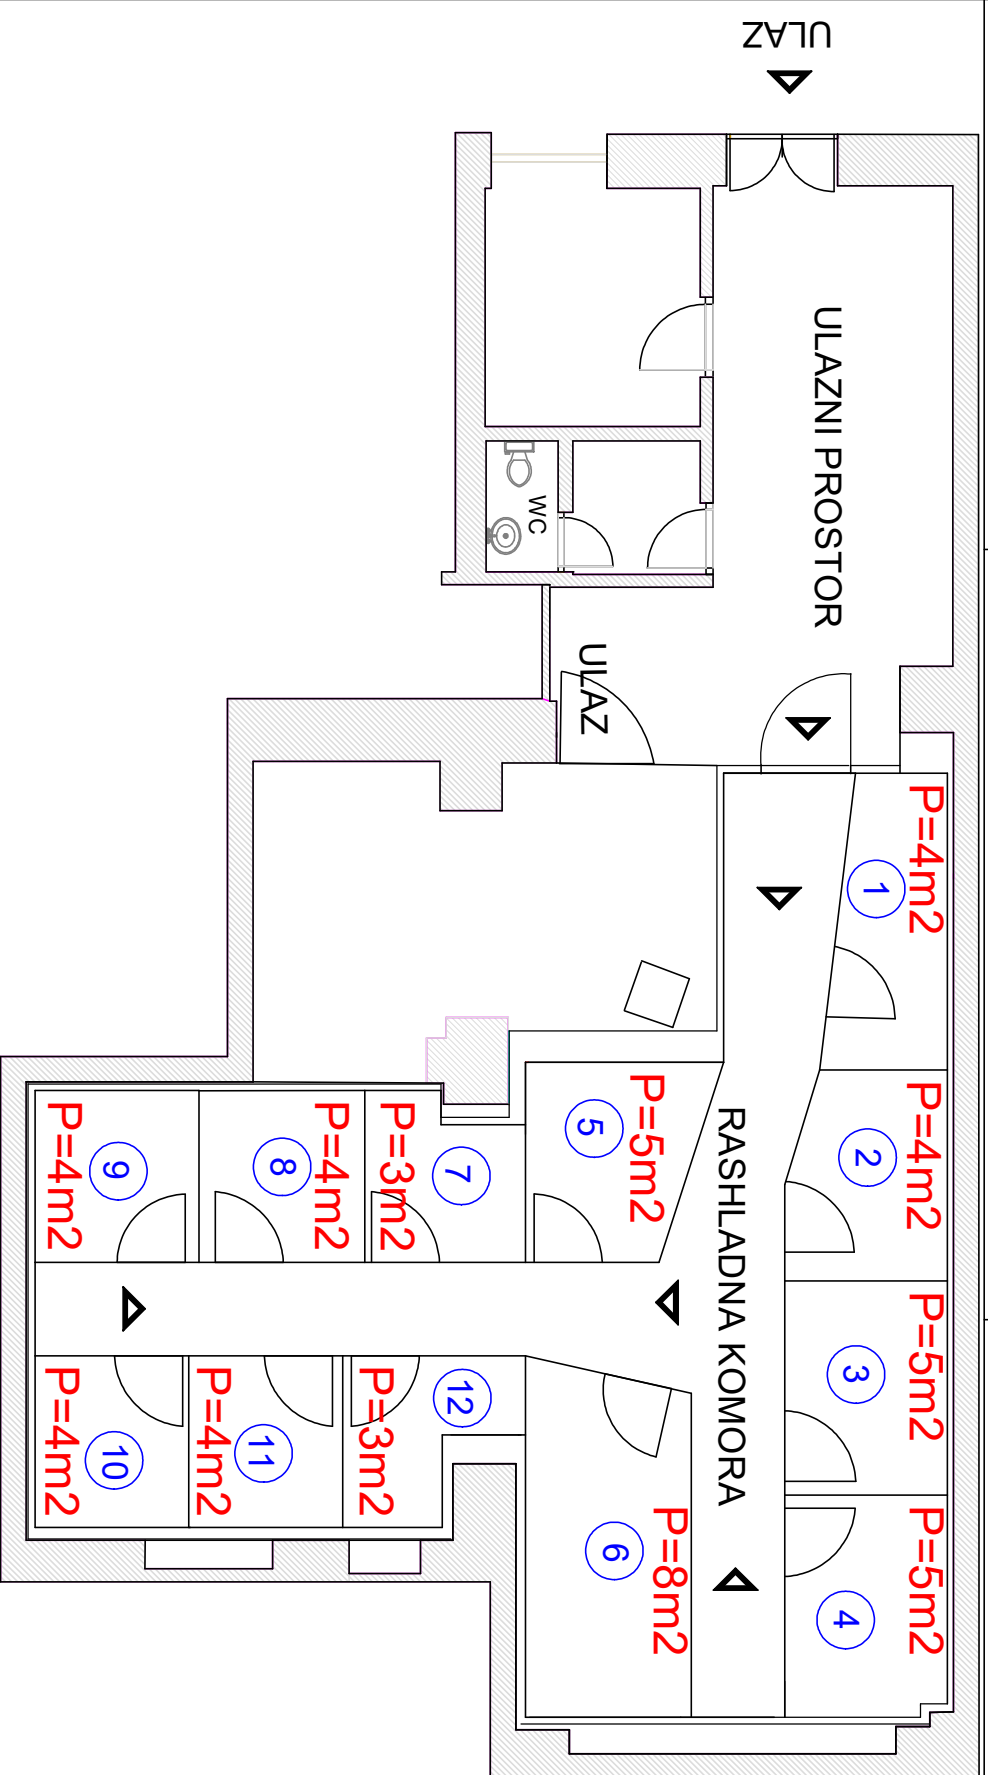 ULAZ
ULAZNI PROSTOR
WC
ULAZ
P=4m2
1
P=4m2
2
P=5m2
3
P=5m2
4
RASHLADNA KOMORA
P=5m2
5
P=8m2
6
P=3m2
7
P=4m2
8
P=4m2
9
P=4m2
10
P=4m2
11
P=3m2
12